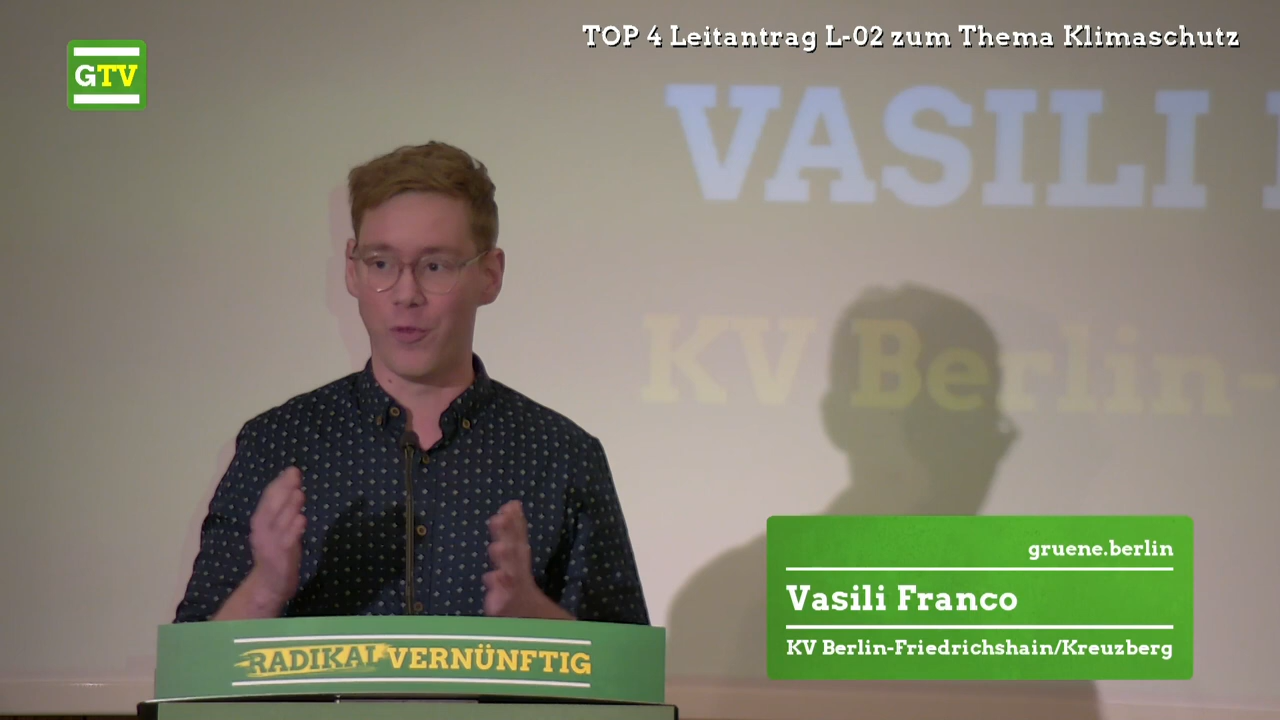 TOP 4 Leitantrag L-02 zum Thema Klimaschutz
GTV
VASILI
KV Berlin-
gruene.berlin
Vasili Franco
KV Berlin-Friedrichshain/Kreuzberg
RADIKAL VERNÜNFTIG